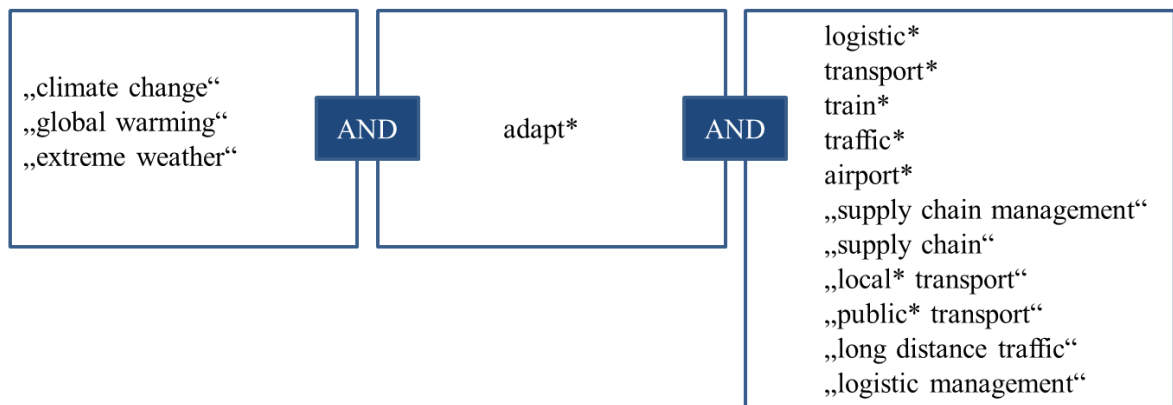 „climate change“
„global warming“
„extreme weather“
AND
adapt*
AND
logistic*
transport*
train*
traffic*
airport*
„supply chain management“
„supply chain“
„local* transport“
„public* transport“
„long distance traffic“
„logistic management“